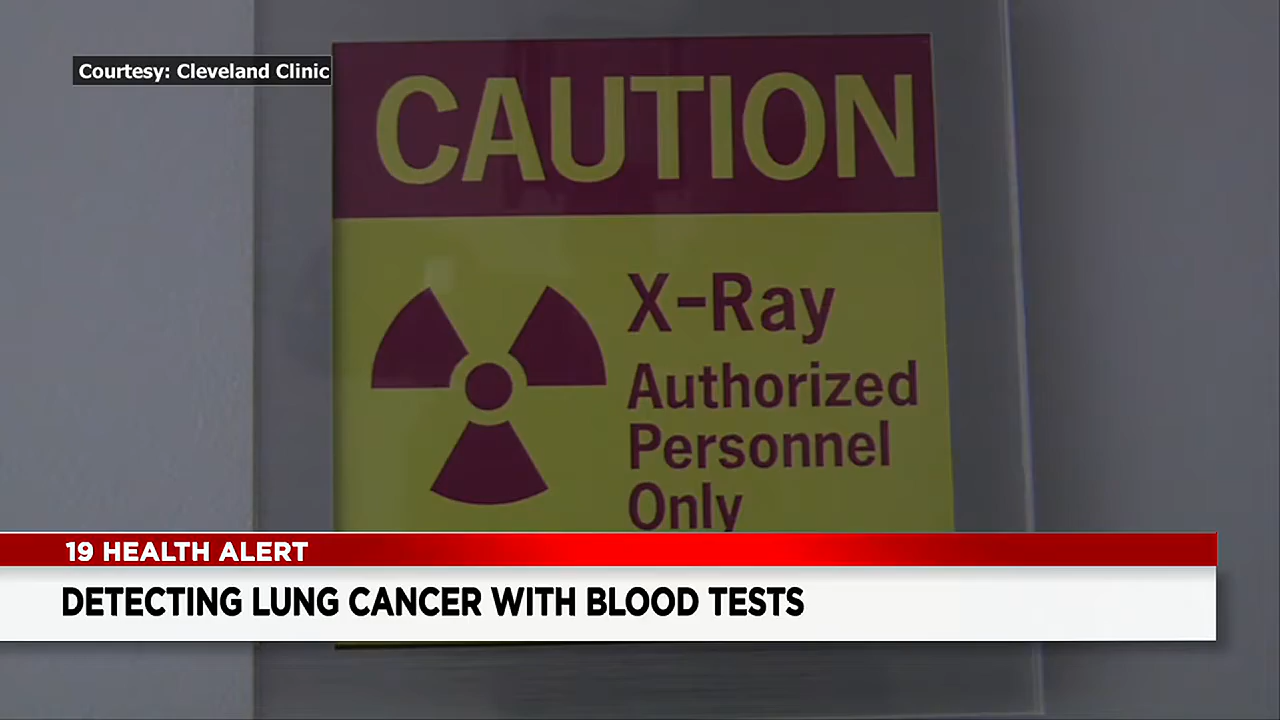 Courtesy: Cleveland Clinic
CAUTION
X-Ray
Authorized
Personnel
Only
19 HEALTH ALERT
DETECTING LUNG CANCER WITH BLOOD TESTS